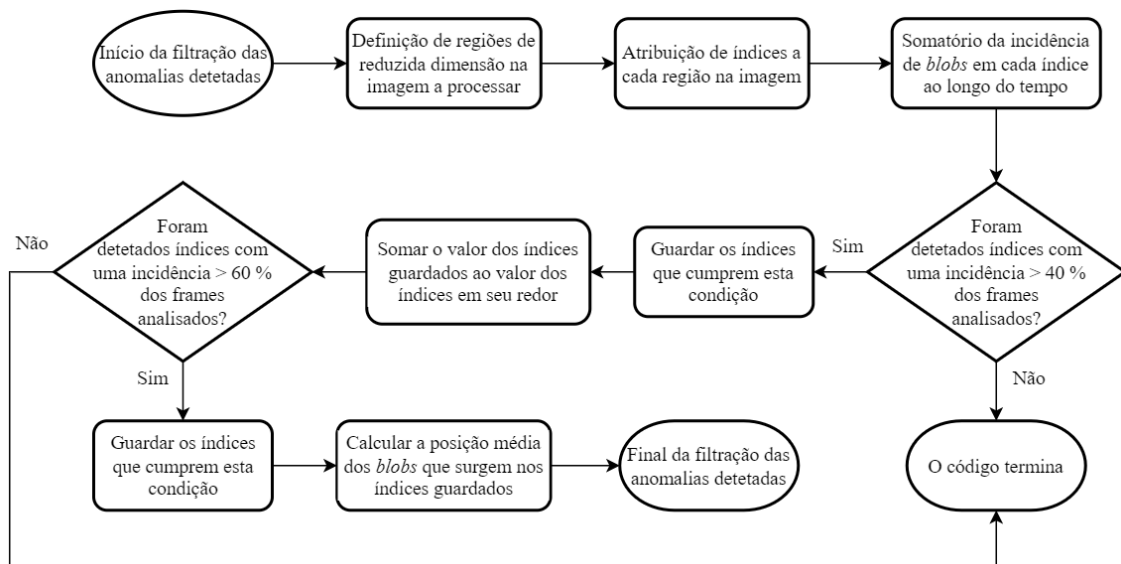 Início da filtração das
anomalias detetadas
Definição de regiões de
reduzida dimensão na
imagem a processar
Atribuição de índices a
cada região na imagem
Somatório da incidência
de blobs em cada índice
ao longo do tempo
Foram
detetados índices com
uma incidência > 40 %
dos frames
analisados?
Sim
Não
Guardar os índices
que cumprem esta
condição
Somar o valor dos índices
guardados ao valor dos
índices em seu redor
Foram
detetados índices com
uma incidência > 60 %
dos frames
analisados?
Não
Sim
Guardar os índices
que cumprem esta
condição
Calcular a posição média
dos blobs que surgem nos
índices guardados
Final da filtração das
anomalias detetadas
O código termina